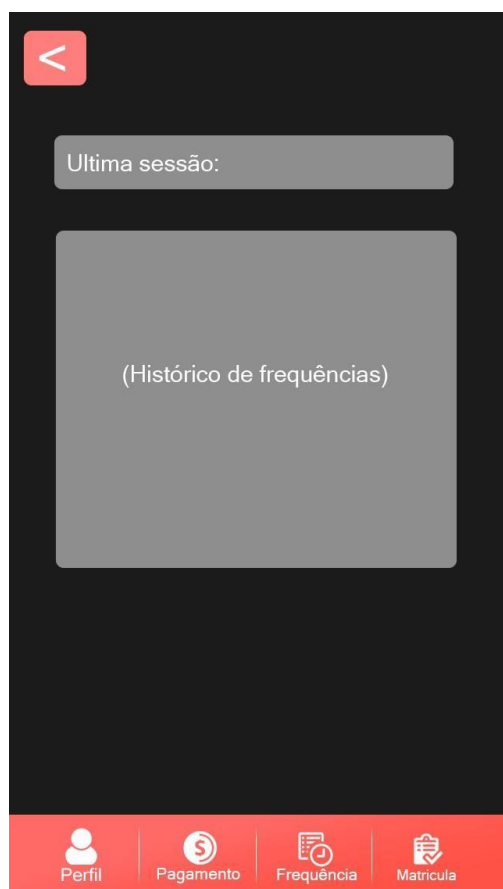 <
Ultima sessão:
(Histórico de frequências)
Perfil
Pagamento
Frequência
Matricula